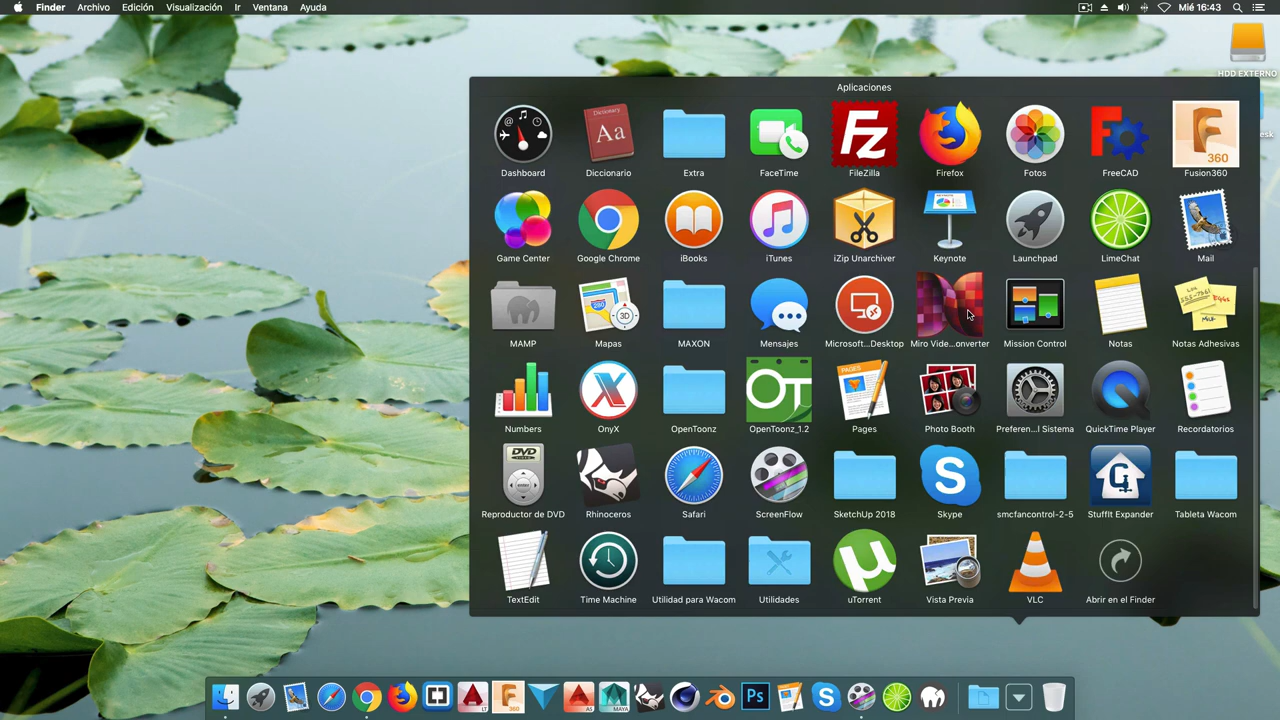 Finder Archivo Edición Visualización Ir Ventana Ayuda Mié 16:43
HDD EXTERNO
esk
Aplicaciones
Dashboard Diccionario Extra FaceTime FileZilla Firefox Fotos FreeCAD Fusion360
Game Center Google Chrome iBooks iTunes iZip Unarchiver Keynote Launchpad LimeChat Mail
MAMP Mapas MAXON Mensajes Microsoft...Desktop Miro Vide...onverter Mission Control Notas Notas Adhesivas
Numbers OnyX OpenToonz OpenToonz_1.2 Pages Photo Booth Preferen...l Sistema QuickTime Player Recordatorios
Reproductor de DVD Rhinoceros Safari ScreenFlow SketchUp 2018 Skype smcfancontrol-2-5 StuffIt Expander Tableta Wacom
TextEdit Time Machine Utilidad para Wacom Utilidades uTorrent Vista Previa VLC Abrir en el Finder